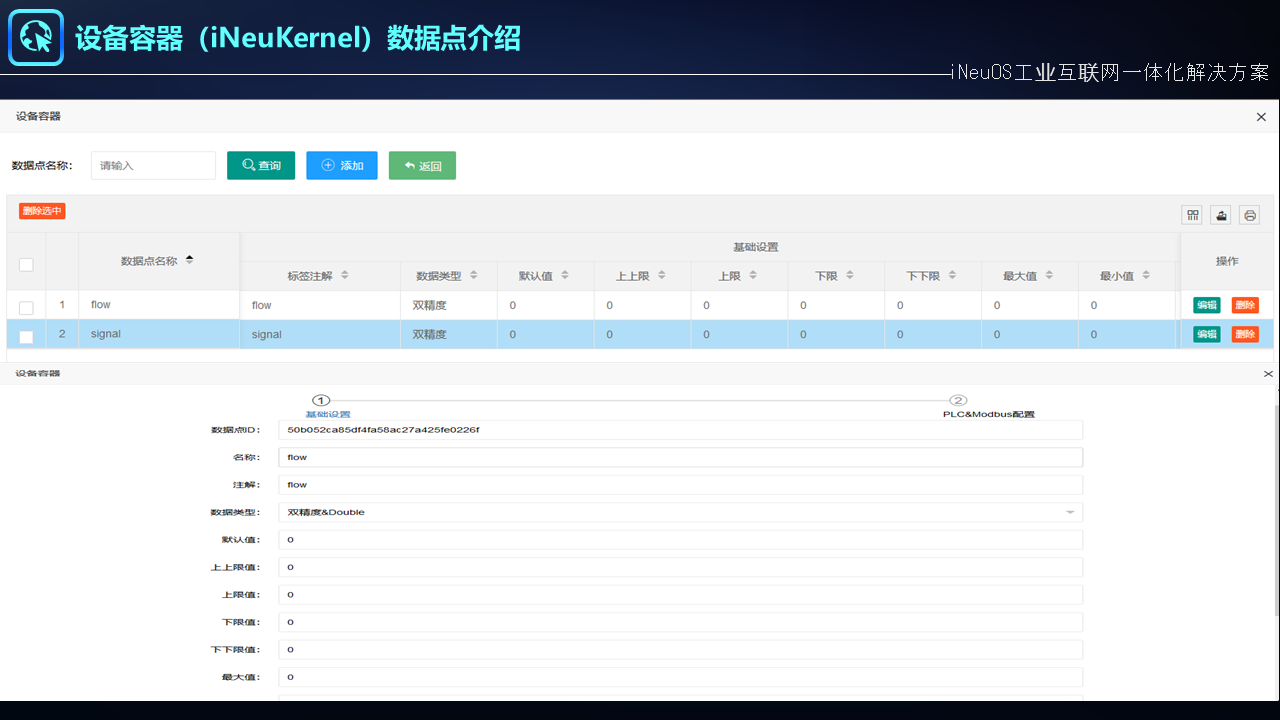 设备容器（iNeuKernel）数据点介绍
iNeuOS工业互联网一体化解决方案
设备容器
数据点名称： 请输入 查询 添加 返回
删除选中
数据点名称 基础设置 操作
标签注解 数据类型 默认值 上上限 上限 下限 下下限 最大值 最小值
1 flow flow 双精度 0 0 0 0 0 0 0 编辑 删除
2 signal signal 双精度 0 0 0 0 0 0 0 编辑 删除
设备容器
1 2
基础设置 PLC&Modbus配置
数据点ID： 50b052ca85df4fa58ac27a425fe0226f
名称： flow
注解： flow
数据类型： 双精度&Double
默认值： 0
上上限值： 0
上限值： 0
下限值： 0
下下限值： 0
最大值： 0